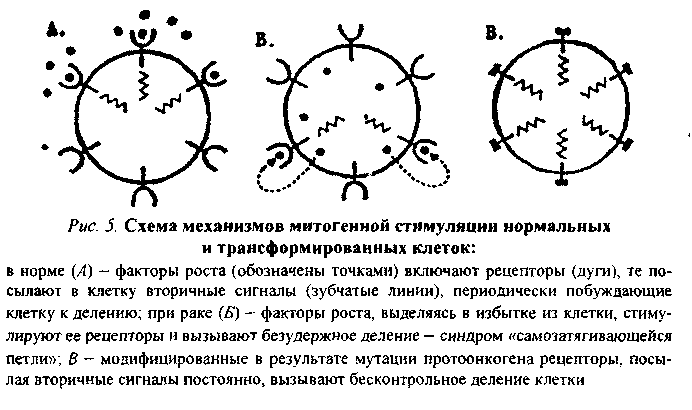 А.
В.
В.
Рис. 5. Схема механизмов митогенной стимуляции нормальных
и трансформированных клеток:
в норме (А) – факторы роста (обозначены точками) включают рецепторы (дуги), те по-
сылают в клетку вторичные сигналы (зубчатые линии), периодически побуждающие
клетку к делению; при раке (Б) – факторы роста, выделяясь в избытке из клетки, стиму-
лируют ее рецепторы и вызывают безудержное деление – синдром «самозатягивающейся
петли»; В – модифицированные в результате мутации протоонкогена рецепторы, посы-
лая вторичные сигналы постоянно, вызывают бесконтрольное деление клетки